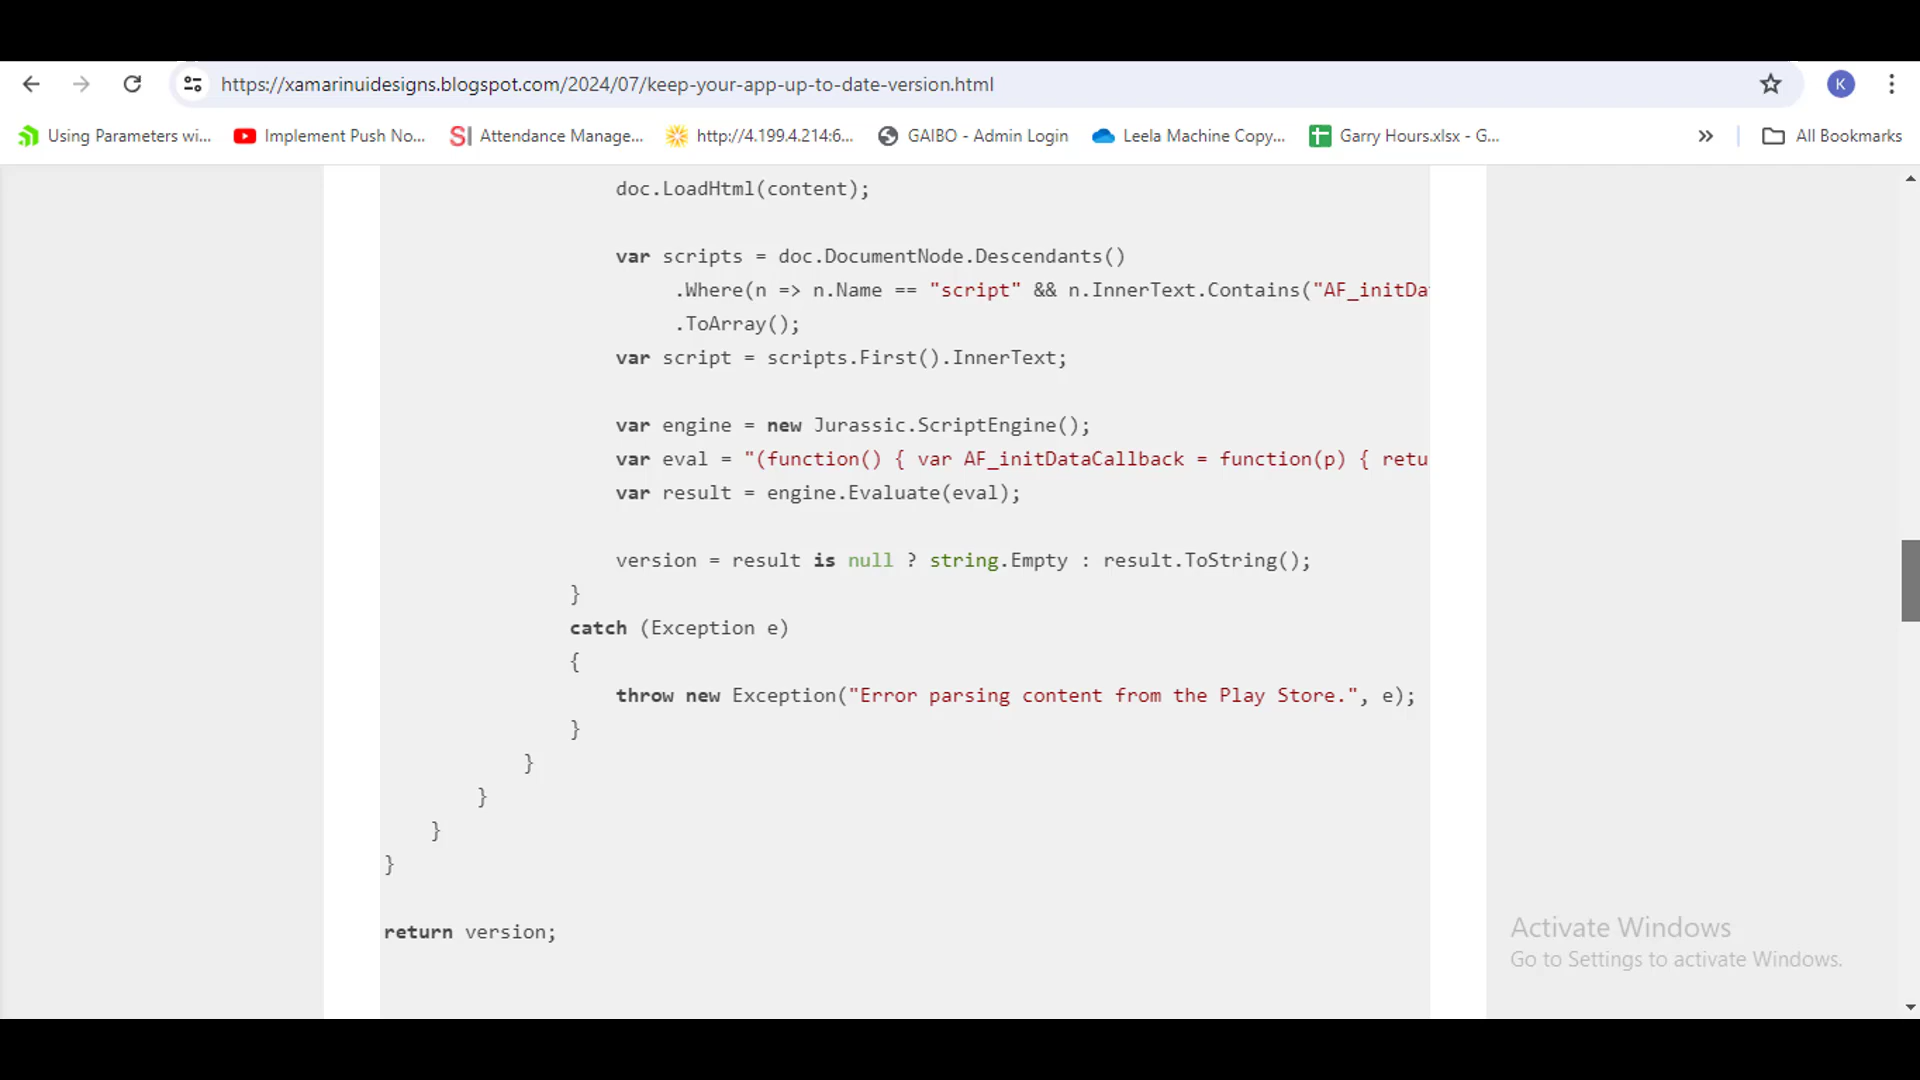 https://xamarinuidesigns.blogspot.com/2024/07/keep-your-app-up-to-date-version.html
K
Using Parameters wi... Implement Push No... Attendance Manage... http://4.199.4.214:6... GAIBO - Admin Login Leela Machine Copy... Garry Hours.xlsx - G... » All Bookmarks
doc.LoadHtml(content);
var scripts = doc.DocumentNode.Descendants()
.Where(n => n.Name == "script" && n.InnerText.Contains("AF_initDa
.ToArray();
var script = scripts.First().InnerText;
var engine = new Jurassic.ScriptEngine();
var eval = "(function() { var AF_initDataCallback = function(p) { retu
var result = engine.Evaluate(eval);
version = result is null ? string.Empty : result.ToString();
}
catch (Exception e)
{
throw new Exception("Error parsing content from the Play Store.", e);
}
}
}
}
}
return version;
Activate Windows
Go to Settings to activate Windows.